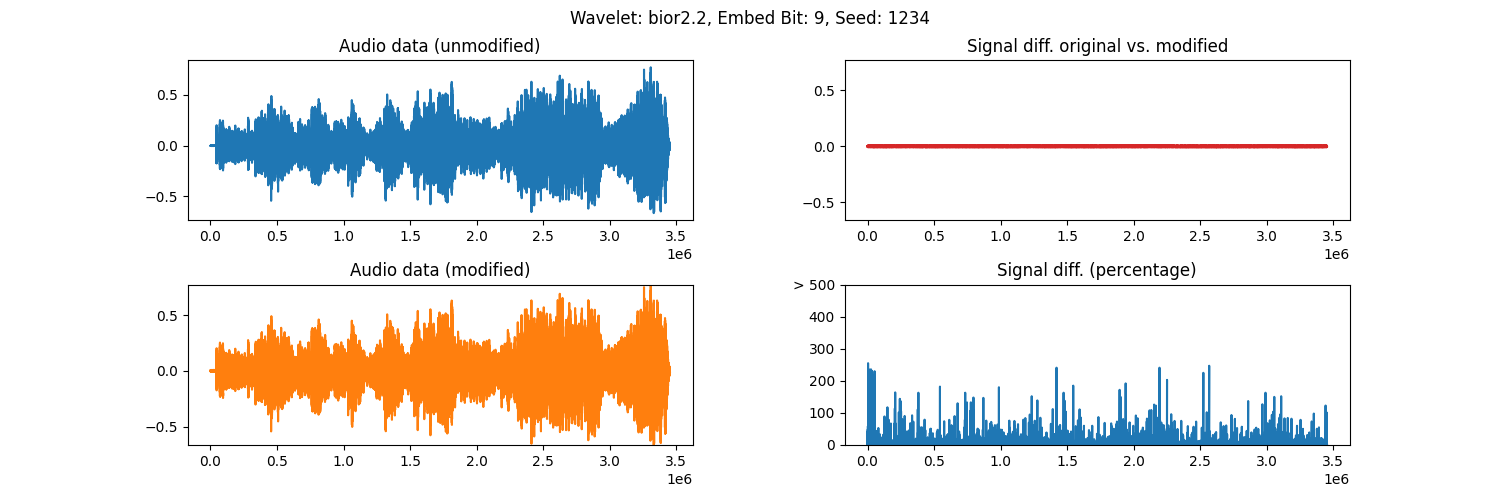 Wavelet: bior2.2, Embed Bit: 9, Seed: 1234
Audio data (unmodified)
0.5
0.0
−0.5
0.0 0.5 1.0 1.5 2.0 2.5 3.0 3.5
1e6
Signal diff. original vs. modified
0.5
0.0
−0.5
0.0 0.5 1.0 1.5 2.0 2.5 3.0 3.5
1e6
Audio data (modified)
0.5
0.0
−0.5
0.0 0.5 1.0 1.5 2.0 2.5 3.0 3.5
1e6
Signal diff. (percentage)
> 500
400
300
200
100
0
0.0 0.5 1.0 1.5 2.0 2.5 3.0 3.5
1e6